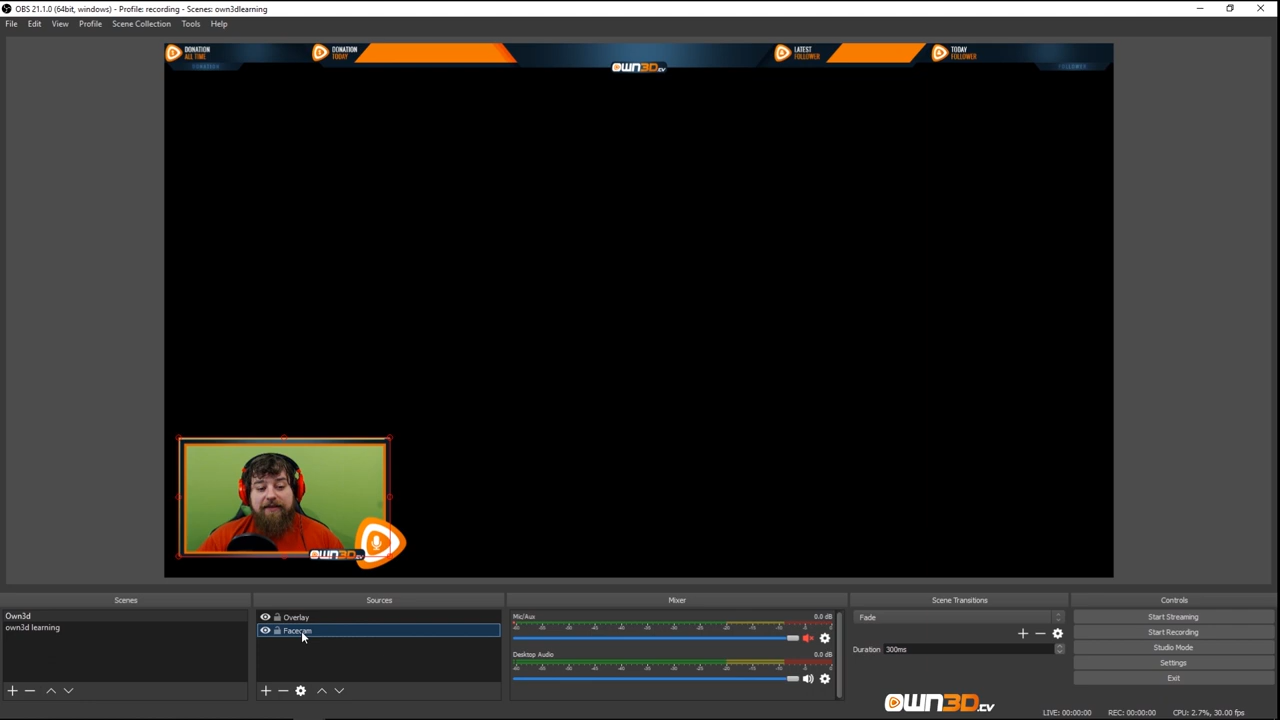 OBS 21.1.0 (64bit, windows) - Profile: recording - Scenes: own3dlearning
File Edit View Profile Scene Collection Tools Help
DONATION
ALL TIME
DONATION
TODAY
LATEST
FOLLOWER
TODAY
FOLLOWER
DONATION
OWN3D.TV
FOLLOWER
OWN3D.TV
Scenes Sources Mixer Scene Transitions Controls
Own3d
own3d learning
Overlay
Facecam
Mic/Aux 0.0 dB
Desktop Audio 0.0 dB
Fade
Duration 300ms
Start Streaming
Start Recording
Studio Mode
Settings
Exit
OWN3D.TV
LIVE: 00:00:00 REC: 00:00:00 CPU: 2.7%, 30.00 fps